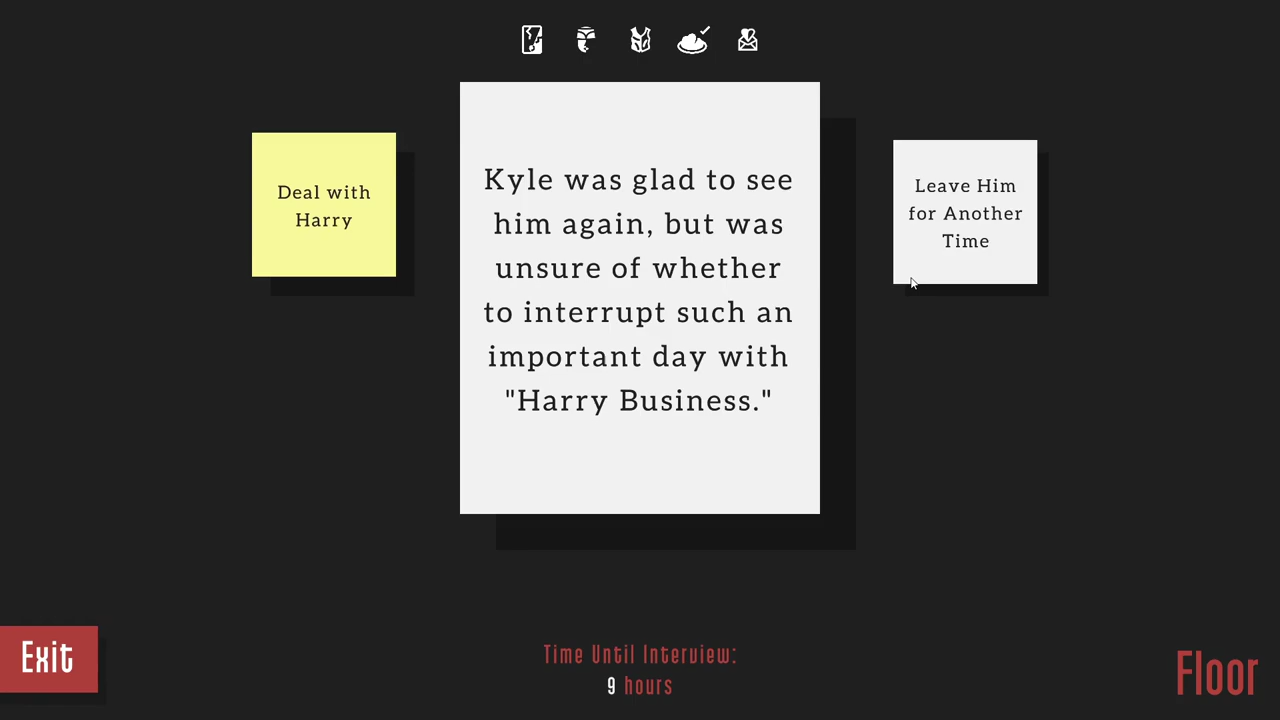 Deal with
Harry
Kyle was glad to see
him again, but was
unsure of whether
to interrupt such an
important day with
"Harry Business."
Leave Him
for Another
Time
Exit
Time Until Interview:
9 hours
Floor